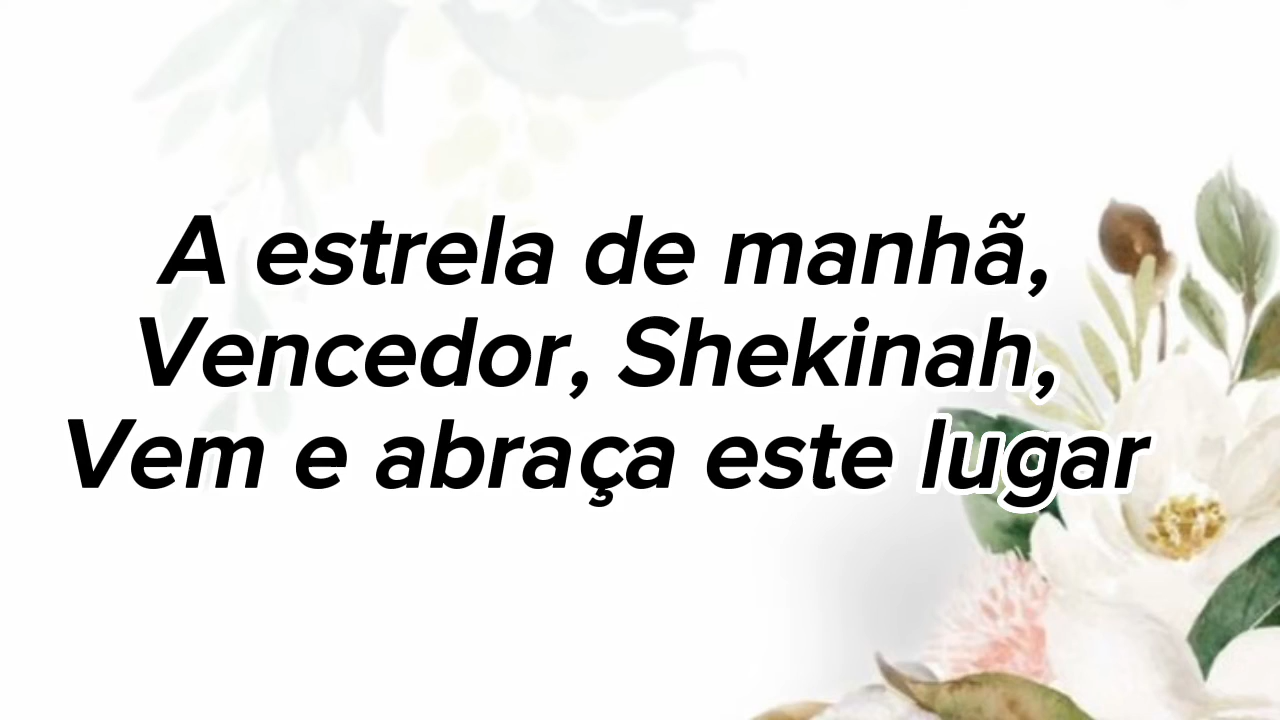 A estrela de manhã,
Vencedor, Shekinah,
Vem e abraça este lugar